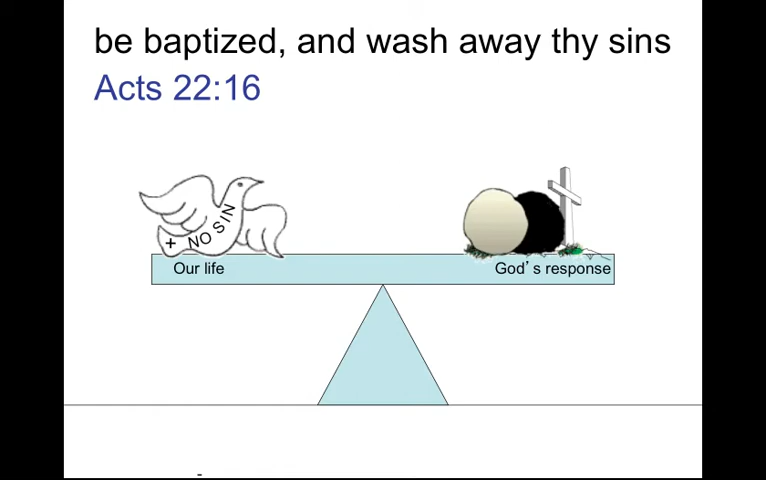 be baptized, and wash away thy sins
Acts 22:16
+ NO SIN
Our life
God's response
-